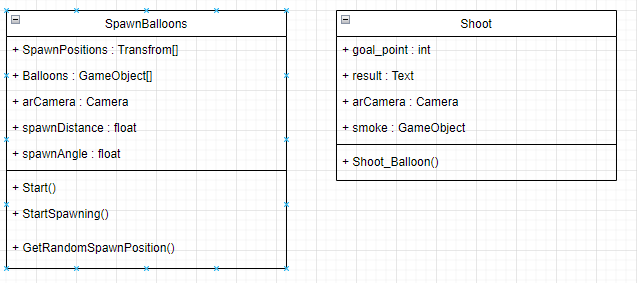 SpawnBalloons
+ SpawnPositions : Transfrom[]
+ Balloons : GameObject[]
+ arCamera : Camera
+ spawnDistance : float
+ spawnAngle : float
+ Start()
+ StartSpawning()
+ GetRandomSpawnPosition()
Shoot
+ goal_point : int
+ result : Text
+ arCamera : Camera
+ smoke : GameObject
+ Shoot_Balloon()